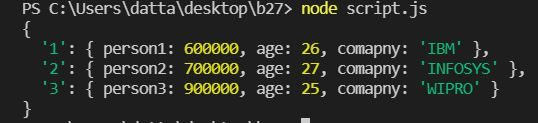 PS C:\Users\datta\desktop\b27> node script.js
{
  '1': { person1: 600000, age: 26, comapny: 'IBM' },
  '2': { person2: 700000, age: 27, comapny: 'INFOSYS' },
  '3': { person3: 900000, age: 25, comapny: 'WIPRO' }
}